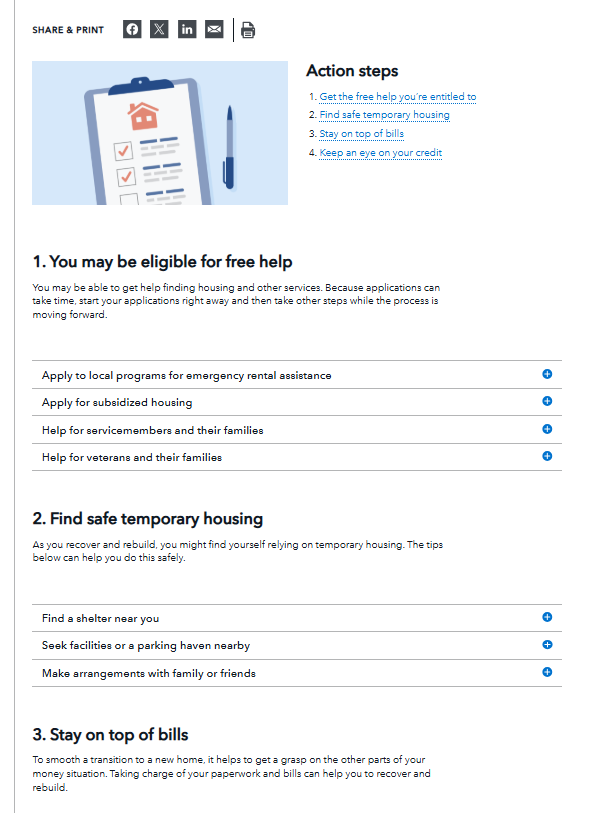 SHARE & PRINT
Action steps
1. Get the free help you're entitled to
2. Find safe temporary housing
3. Stay on top of bills
4. Keep an eye on your credit
1. You may be eligible for free help
You may be able to get help finding housing and other services. Because applications can
take time, start your applications right away and then take other steps while the process is
moving forward.
Apply to local programs for emergency rental assistance
Apply for subsidized housing
Help for servicemembers and their families
Help for veterans and their families
2. Find safe temporary housing
As you recover and rebuild, you might find yourself relying on temporary housing. The tips
below can help you do this safely.
Find a shelter near you
Seek facilities or a parking haven nearby
Make arrangements with family or friends
3. Stay on top of bills
To smooth a transition to a new home, it helps to get a grasp on the other parts of your
money situation. Taking charge of your paperwork and bills can help you to recover and
rebuild.